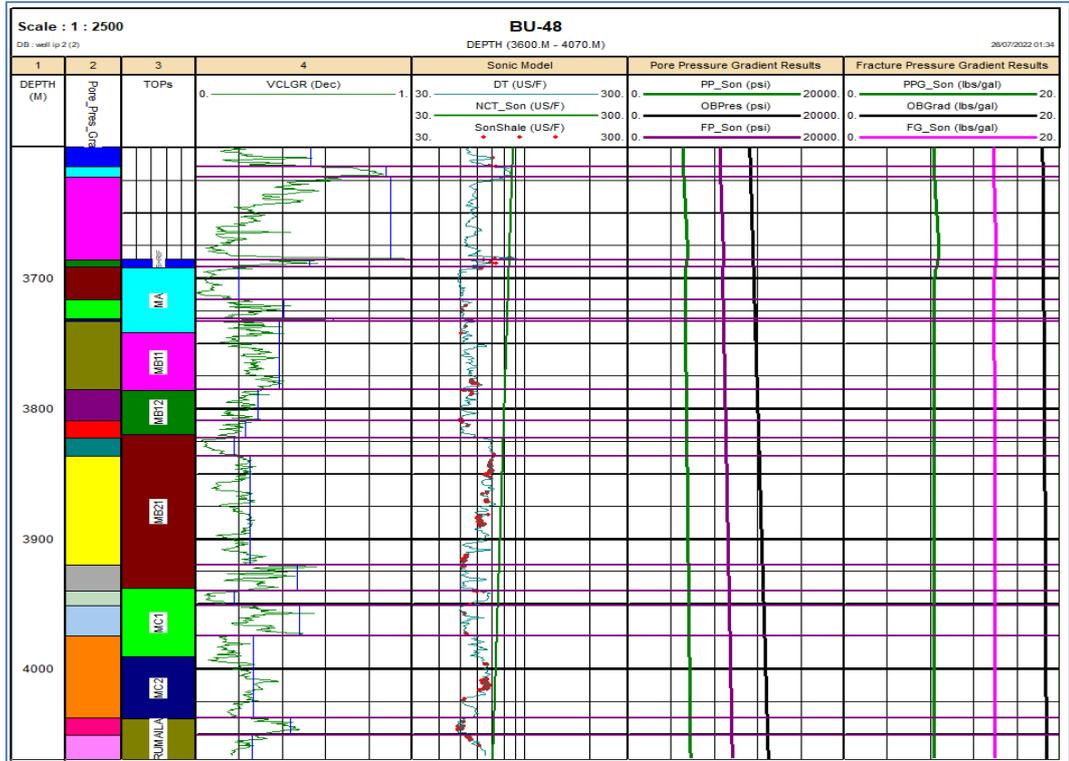 Scale : 1 : 2500
BU-48
DB : well ip 2 (2)
DEPTH (3600.M - 4070.M)
26/07/2022 01:34
1 2 3 4 Sonic Model Pore Pressure Gradient Results Fracture Pressure Gradient Results
DEPTH (M)
Pore_Pres_Gra
TOPs
VCLGR (Dec)
0. 1.
DT (US/F)
30. 300.
NCT_Son (US/F)
30. 300.
SonShale (US/F)
30. 300.
PP_Son (psi)
0. 20000.
OBPres (psi)
0. 20000.
FP_Son (psi)
0. 20000.
PPG_Son (lbs/gal)
0. 20.
OBGrad (lbs/gal)
0. 20.
FG_Son (lbs/gal)
0. 20.
3700
MA
MB11
3800
MB12
MB21
3900
MC1
4000
MC2
RUMAILA